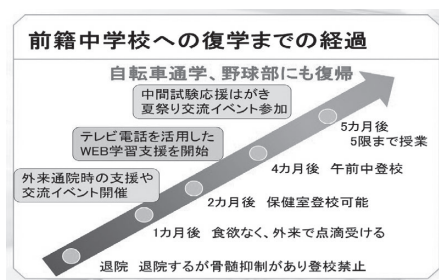 前籍中学校への復学までの経過
自転車通学、野球部にも復帰
中間試験応援はがき
夏祭り交流イベント参加
5カ月後
5限まで授業
テレビ電話を活用した
WEB学習支援を開始
4カ月後 午前中登校
外来通院時の支援や
交流イベント開催
2カ月後 保健室登校可能
1カ月後 食欲なく、外来で点滴受ける
退院 退院するが骨髄抑制があり登校禁止